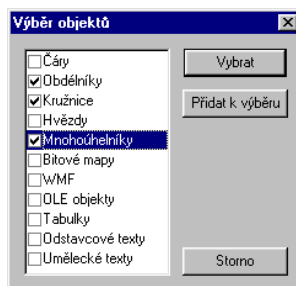 Výběr objektů
Čáry
Obdélníky
Kružnice
Hvězdy
Mnohoúhelníky
Bitové mapy
WMF
OLE objekty
Tabulky
Odstavcové texty
Umělecké texty
Vybrat
Přidat k výběru
Storno